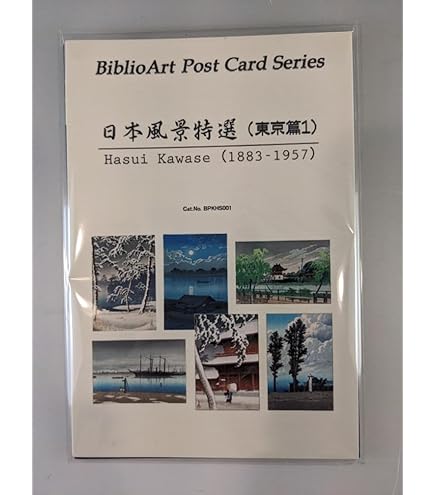 BiblioArt Post Card Series
日本風景特選（東京篇1）
Hasui Kawase (1883-1957)
Cat.No. BPKHS001